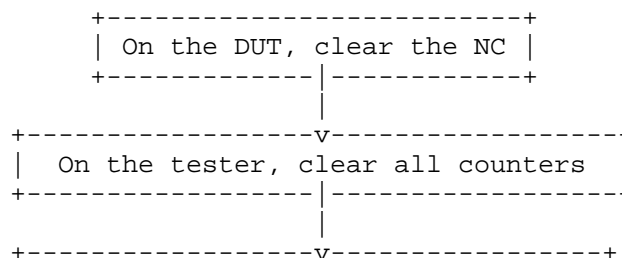 +---------------------------+
| On the DUT, clear the NC |
+-------------|------------+
|
+------------------v-------------------
|  On the tester, clear all counters
+------------------|-------------------
|
+------------------v-----------------+